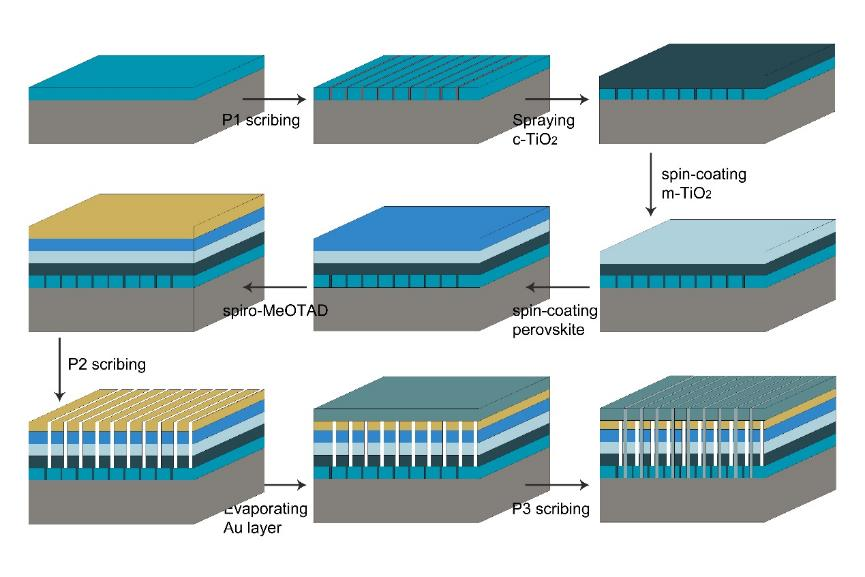 P1 scribing
Spraying
c-TiO2
spin-coating
m-TiO2
spin-coating
perovskite
spiro-MeOTAD
P2 scribing
Evaporating
Au layer
P3 scribing